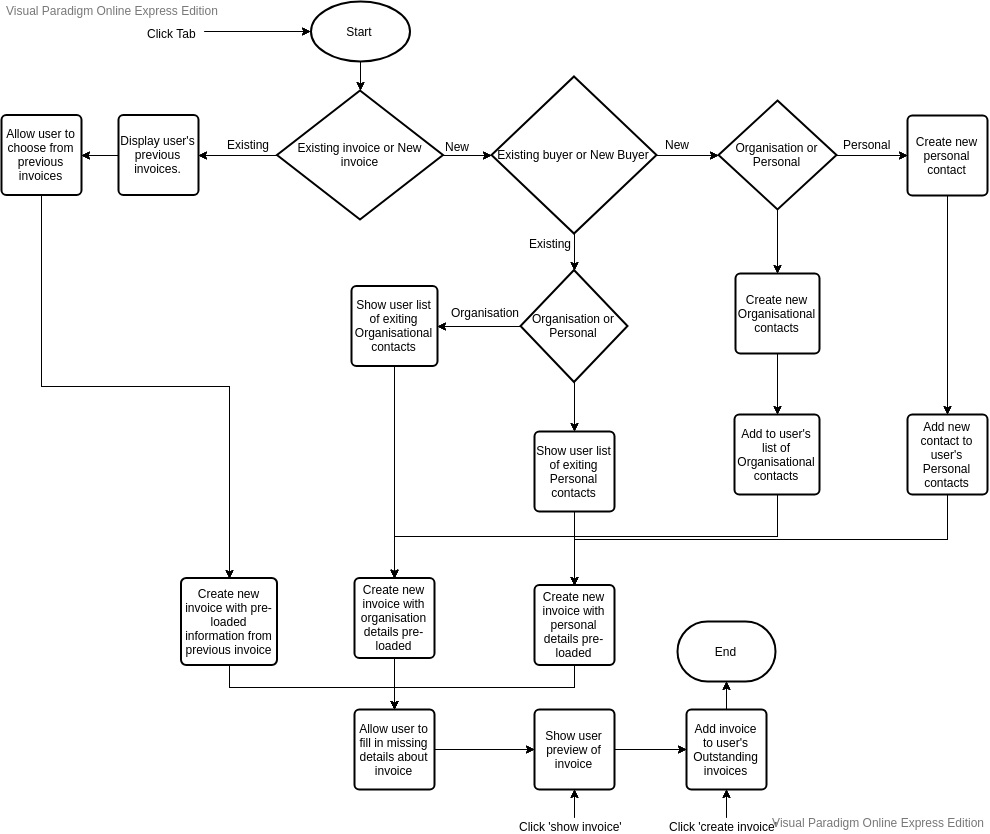 Visual Paradigm Online Express Edition
Click Tab
Start
Allow user to
choose from
previous
invoices
Display user's
previous
invoices.
Existing
Existing invoice or New
invoice
New
Existing buyer or New Buyer
New
Organisation or
Personal
Personal
Create new
personal
contact
Existing
Show user list
of exiting
Organisational
contacts
Organisation
Organisation or
Personal
Create new
Organisational
contacts
Show user list
of exiting
Personal
contacts
Add to user's
list of
Organisational
contacts
Add new
contact to
user's
Personal
contacts
Create new
invoice with pre-
loaded
information from
previous invoice
Create new
invoice with
organisation
details pre-
loaded
Create new
invoice with
personal
details pre-
loaded
End
Allow user to
fill in missing
details about
invoice
Show user
preview of
invoice
Add invoice
to user's
Outstanding
invoices
Click 'show invoice'
Click 'create invoice'
Visual Paradigm Online Express Edition